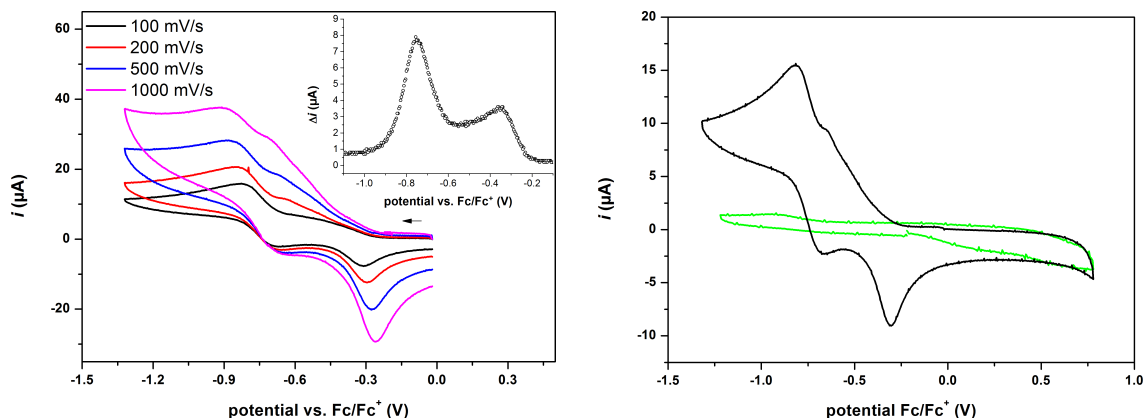 100 mV/s
200 mV/s
500 mV/s
1000 mV/s
60
40
20
0
-20
i (µA)
-1.5 -1.2 -0.9 -0.6 -0.3 0.0 0.3
potential vs. Fc/Fc+ (V)
9
8
7
6
5
4
3
2
1
0
Δi (µA)
-1.0 -0.8 -0.6 -0.4 -0.2
potential vs. Fc/Fc+ (V)
20
15
10
5
0
-5
-10
i (µA)
-1.5 -1.0 -0.5 0.0 0.5 1.0
potential Fc/Fc+ (V)